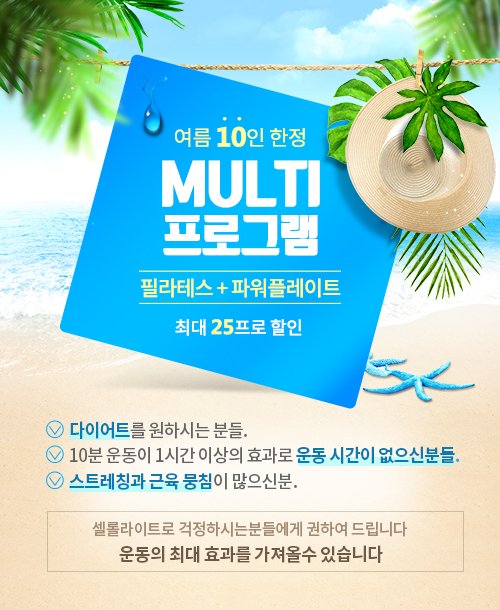 여름 10인 한정
MULTI
프로그램
필라테스 + 파워플레이트
최대 25프로 할인
다이어트를 원하시는 분들.
10분 운동이 1시간 이상의 효과로 운동 시간이 없으신분들.
스트레칭과 근육 뭉침이 많으신분.
셀룰라이트로 걱정하시는분들에게 권하여 드립니다
운동의 최대 효과를 가져올수 있습니다